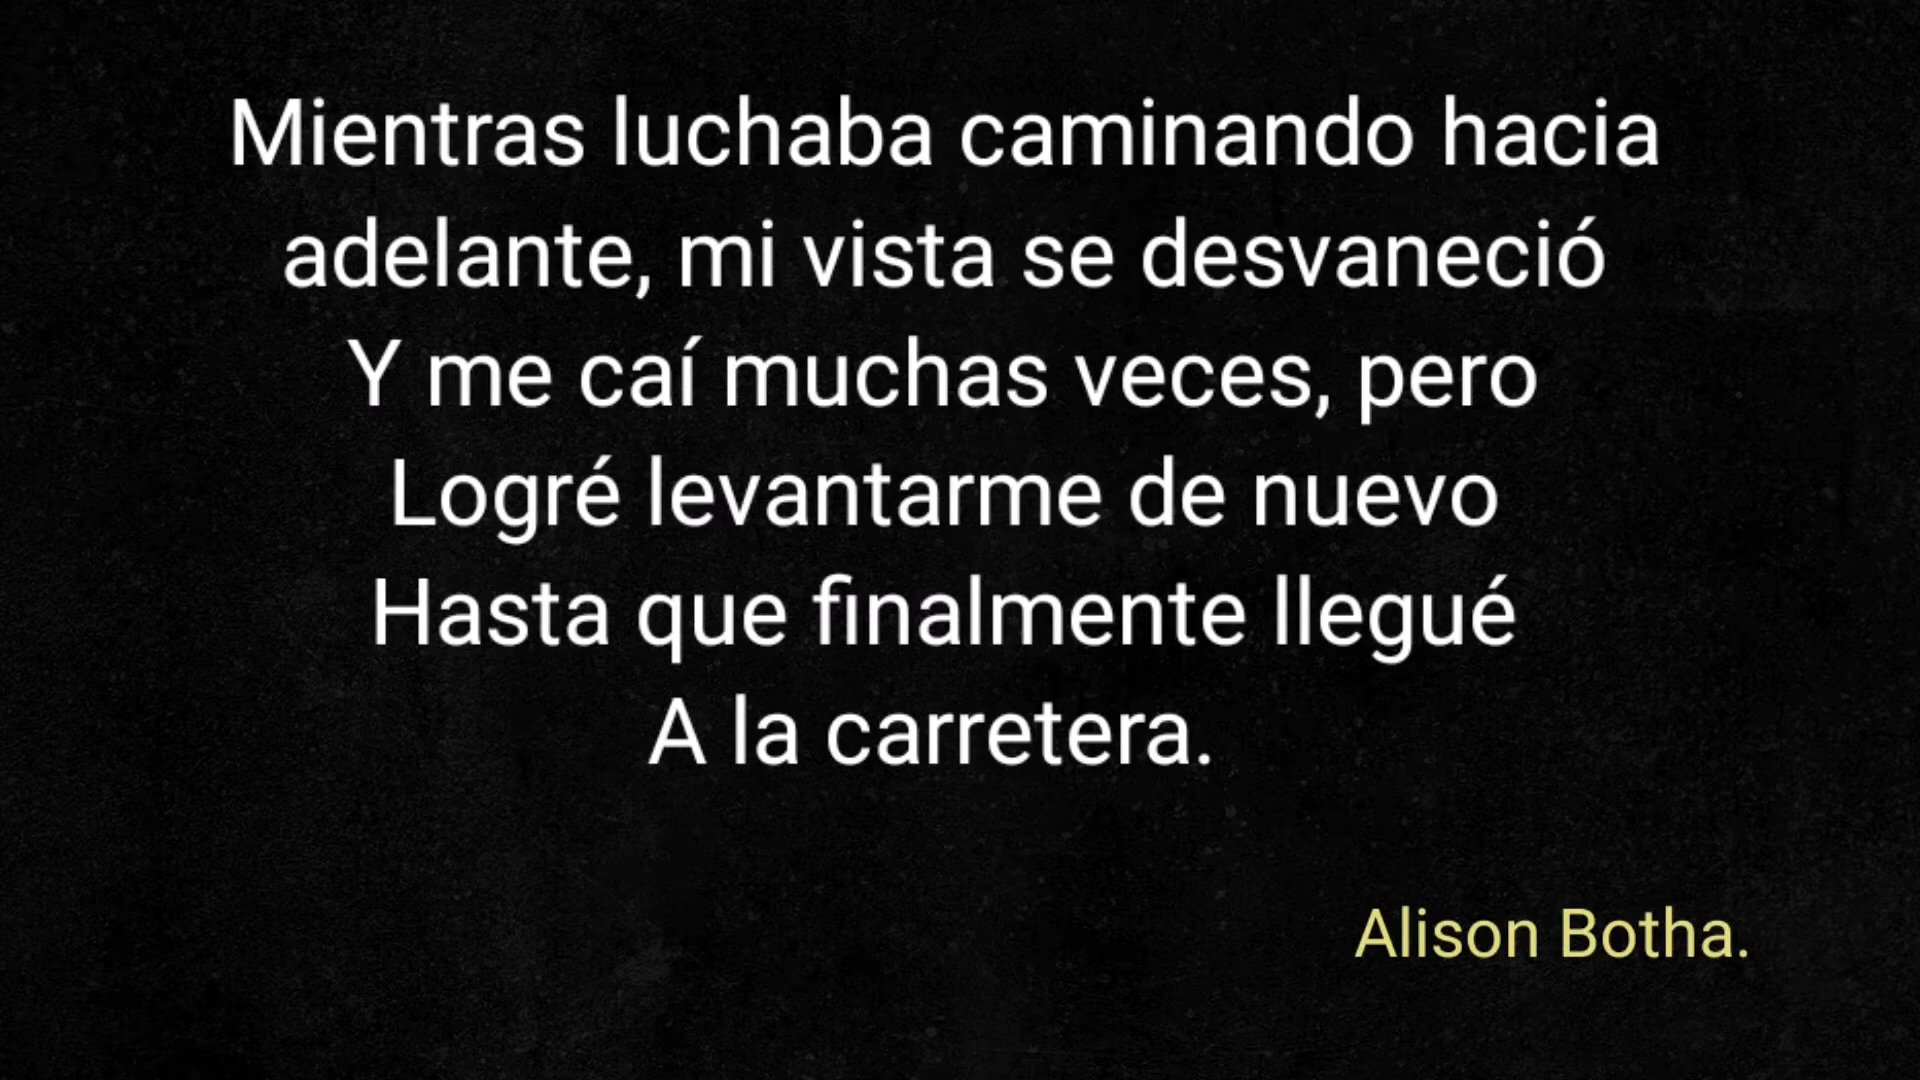 Mientras luchaba caminando hacia
adelante, mi vista se desvaneció
Y me caí muchas veces, pero
Logré levantarme de nuevo
Hasta que finalmente llegué
A la carretera.
Alison Botha.